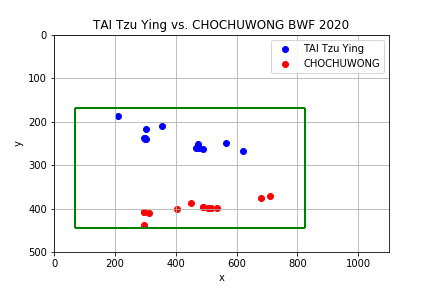 TAI Tzu Ying vs. CHOCHUWONG BWF 2020
TAI Tzu Ying
CHOCHUWONG
0
100
200
300
400
500
y
0 200 400 600 800 1000
x